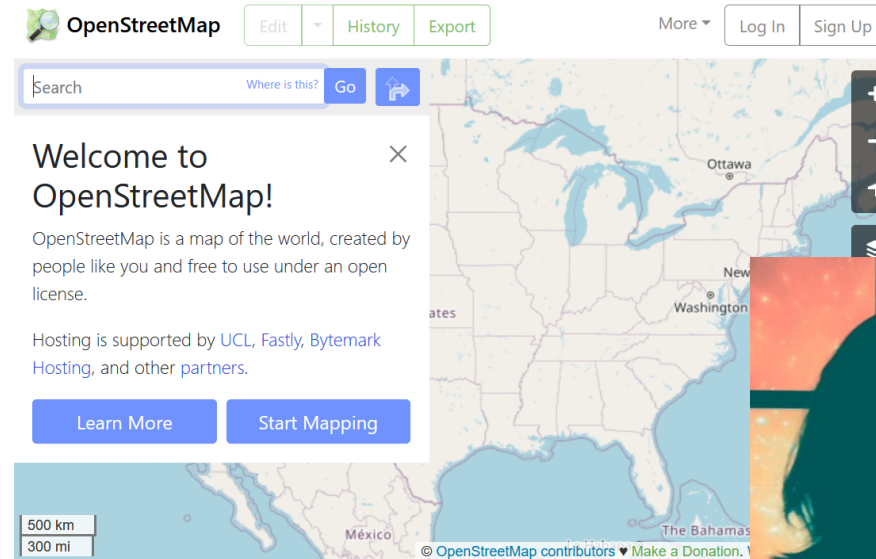 OpenStreetMap Edit History Export More Log In Sign Up
Search Where is this? Go
Welcome to
OpenStreetMap!
OpenStreetMap is a map of the world, created by
people like you and free to use under an open
license.
Hosting is supported by UCL, Fastly, Bytemark
Hosting, and other partners.
Learn More Start Mapping
Ottawa
New
Washington
ates
500 km
300 mi
México
The Bahamas
© OpenStreetMap contributors ♥ Make a Donation.